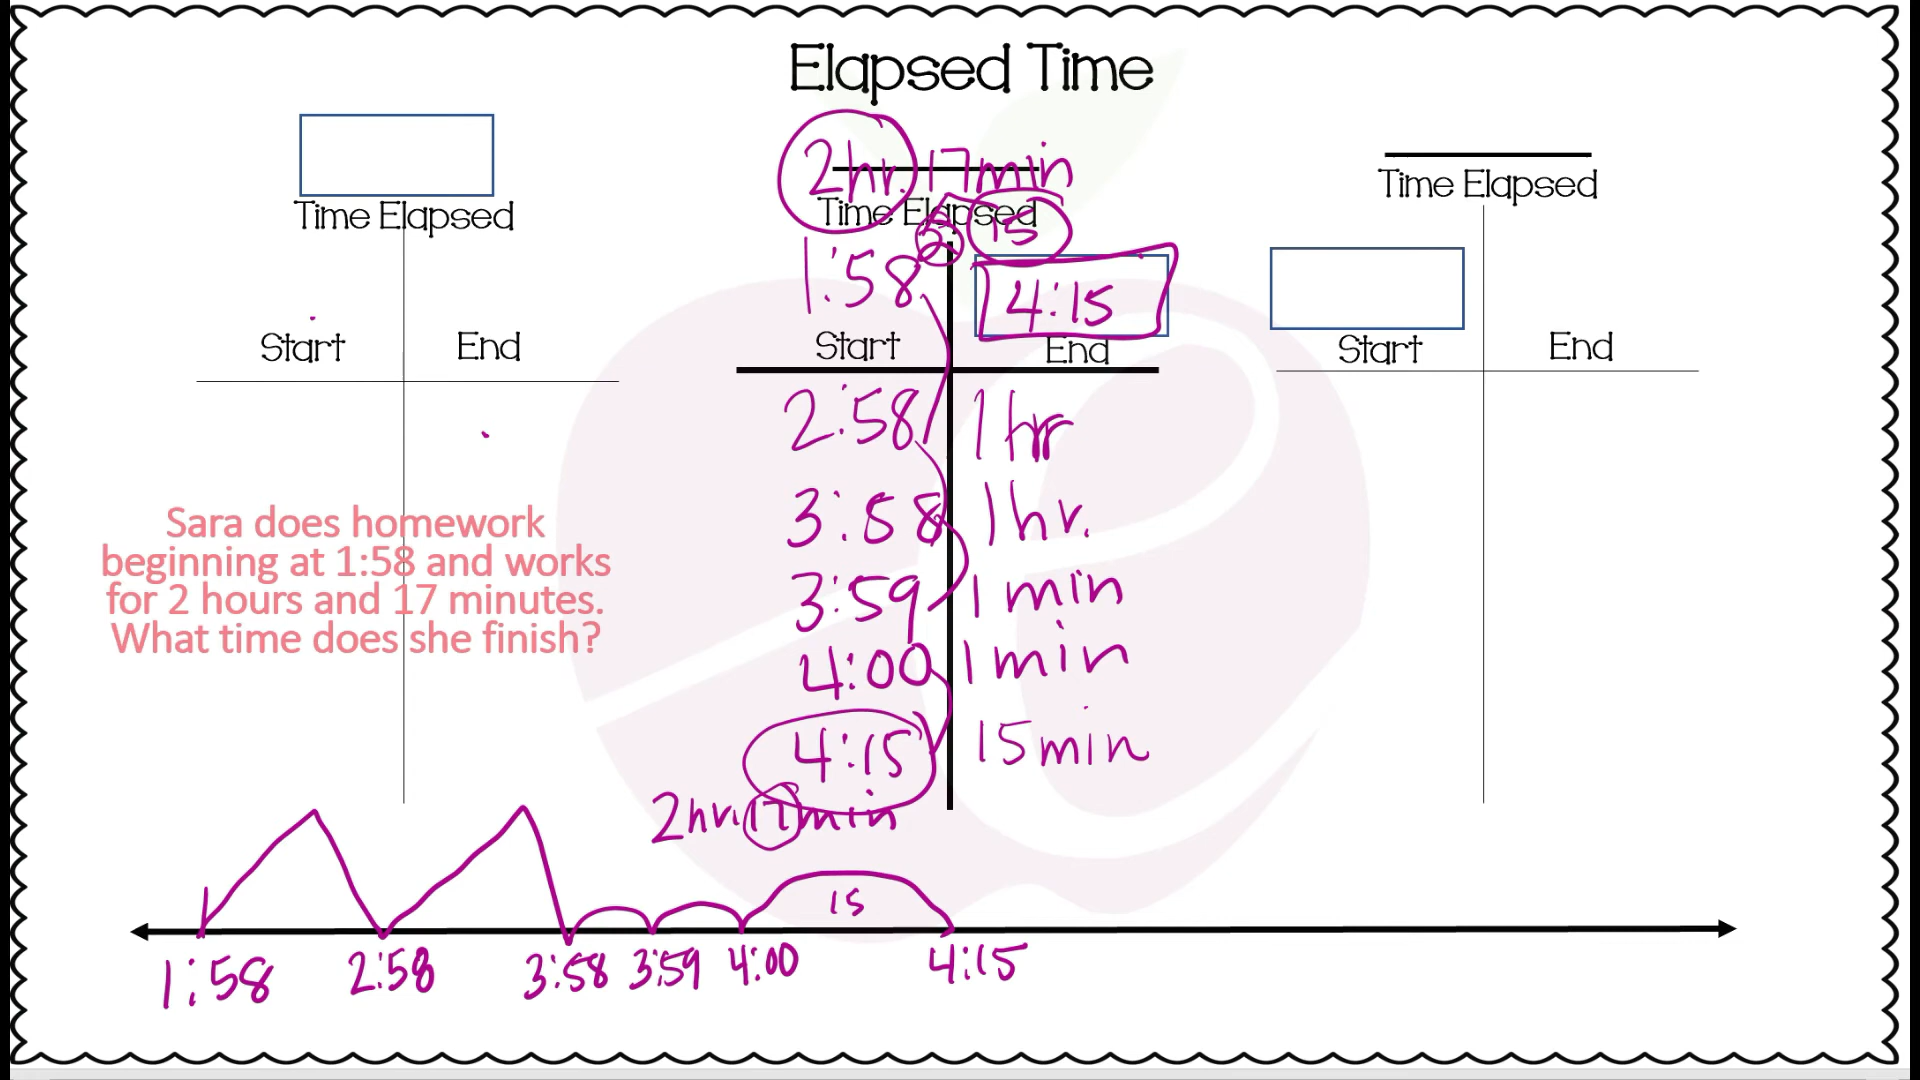 Elapsed Time
Time Elapsed
Start End
Sara does homework
beginning at 1:58 and works
for 2 hours and 17 minutes.
What time does she finish?
2hr. 17min
Time Elapsed
2 15
1:58 4:15
Start End
2:58 1 hr
3:58 1hr.
3:59 1 min
4:00 1 min
4:15 15min
2hr. 17min
Time Elapsed
Start End
15
1:58 2:58 3:58 3:59 4:00 4:15